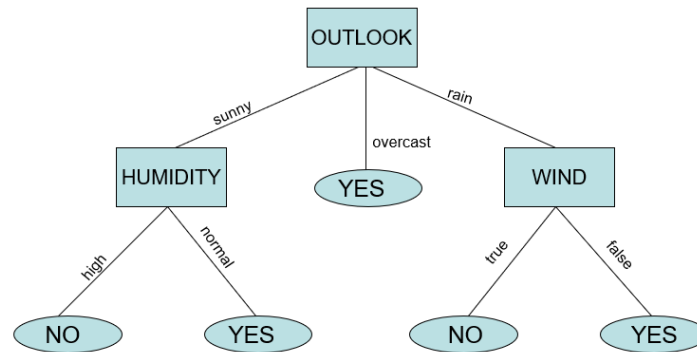 OUTLOOK
sunny
overcast
rain
HUMIDITY
YES
WIND
high
normal
true
false
NO
YES
NO
YES